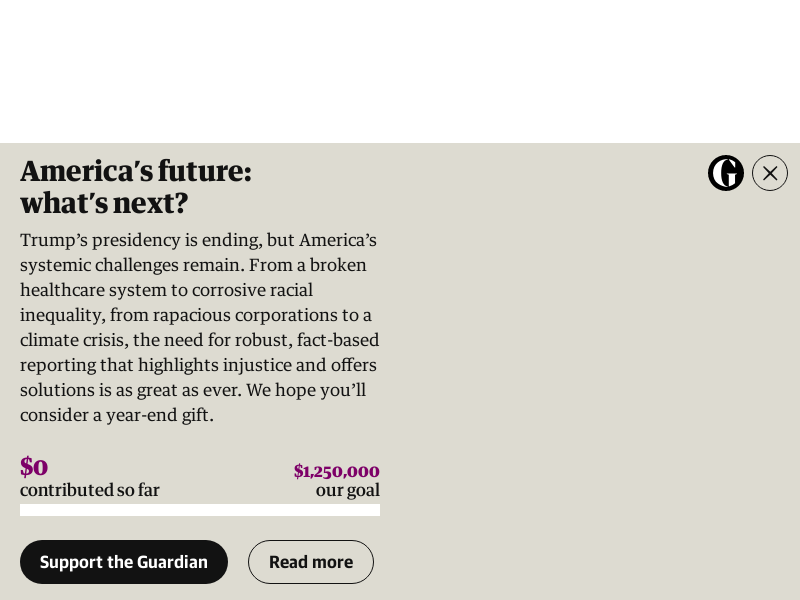 America’s future:
what’s next?
Trump’s presidency is ending, but America’s
systemic challenges remain. From a broken
healthcare system to corrosive racial
inequality, from rapacious corporations to a
climate crisis, the need for robust, fact-based
reporting that highlights injustice and offers
solutions is as great as ever. We hope you’ll
consider a year-end gift.
$0
contributed so far
$1,250,000
our goal
Support the Guardian
Read more
G